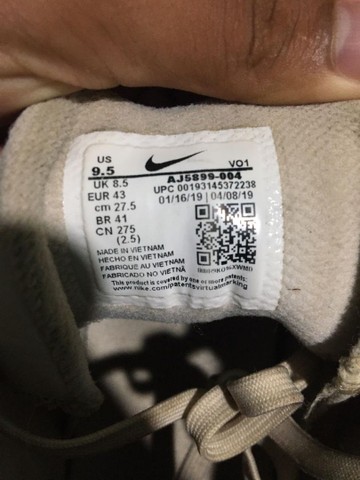 US
9.5
VO1
UK 8.5
AJ5899-004
EUR 43
UPC 00193145372238
cm 27.5
01/16/19 | 04/08/19
BR 41
CN 275
(2.5)
MADE IN VIETNAM
HECHO EN VIETNAM
FABRIQUE AU VIETNAM
FABRICADO NO VIETNÃ
This product is covered by one or more patents.
www.nike.com/patentsvirtualmarking